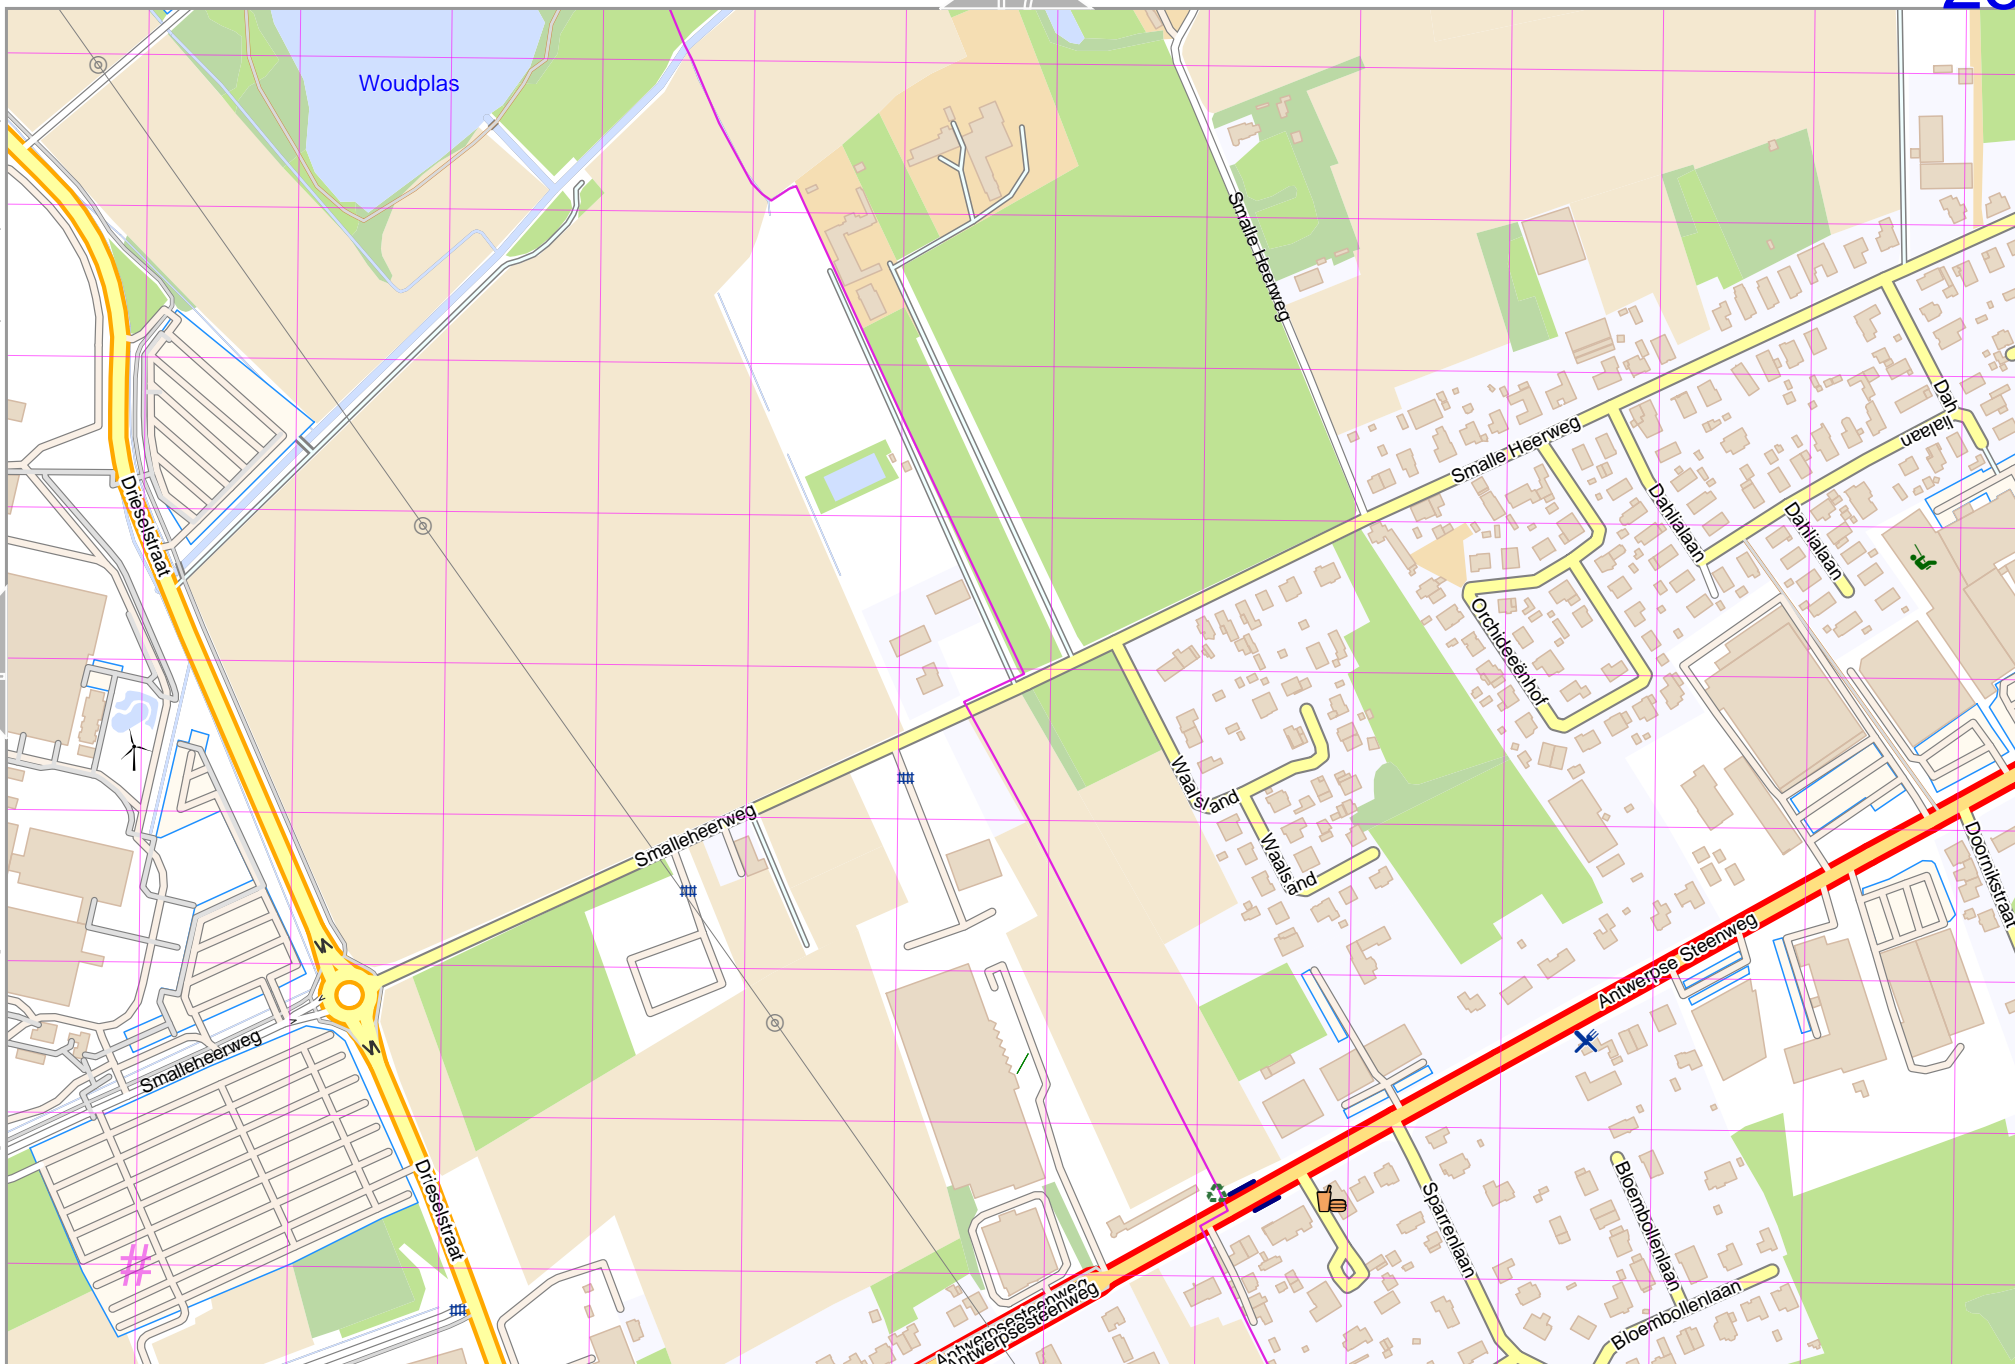 Woudplas
Smalle Heerweg
Smalle Heerweg
Dahlialaan
Drieselstraat
Dahlialaan
Dahlialaan
Orchideeënhof
Waalsland
Smalleheerweg
Waalsland
Doornikstraat
Antwerpse Steenweg
Smalleheerweg
Drieselstraat
Sparrenlaan
Bloembollenlaan
#
Antwerpsesteenweg
Antwerpsesteenweg
Bloembollenlaan